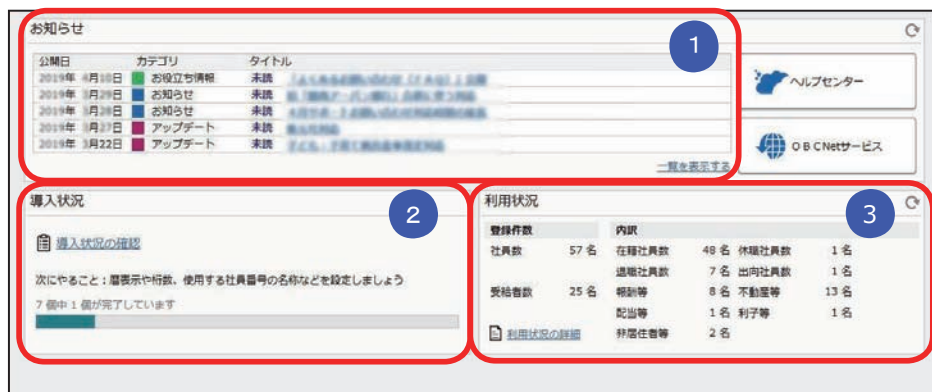 お知らせ
1
公開日 カテゴリ タイトル
2019年 4月10日 お役立ち情報 未読
2019年 3月29日 お知らせ 未読
2019年 3月28日 お知らせ 未読
2019年 3月27日 アップデート 未読
2019年 3月22日 アップデート 未読
一覧を表示する
ヘルプセンター
OBCNetサービス
導入状況
2
導入状況の確認
次にやること：暦表示や桁数、使用する社員番号の名称などを設定しましょう
7 個中 1 個が完了しています
利用状況
3
登録件数 内訳
社員数 57 名 在籍社員数 48 名 休職社員数 1 名
退職社員数 7 名 出向社員数 1 名
受給者数 25 名 報酬等 8 名 不動産等 13 名
配当等 1 名 利子等 1 名
利用状況の詳細 非居住者等 2 名